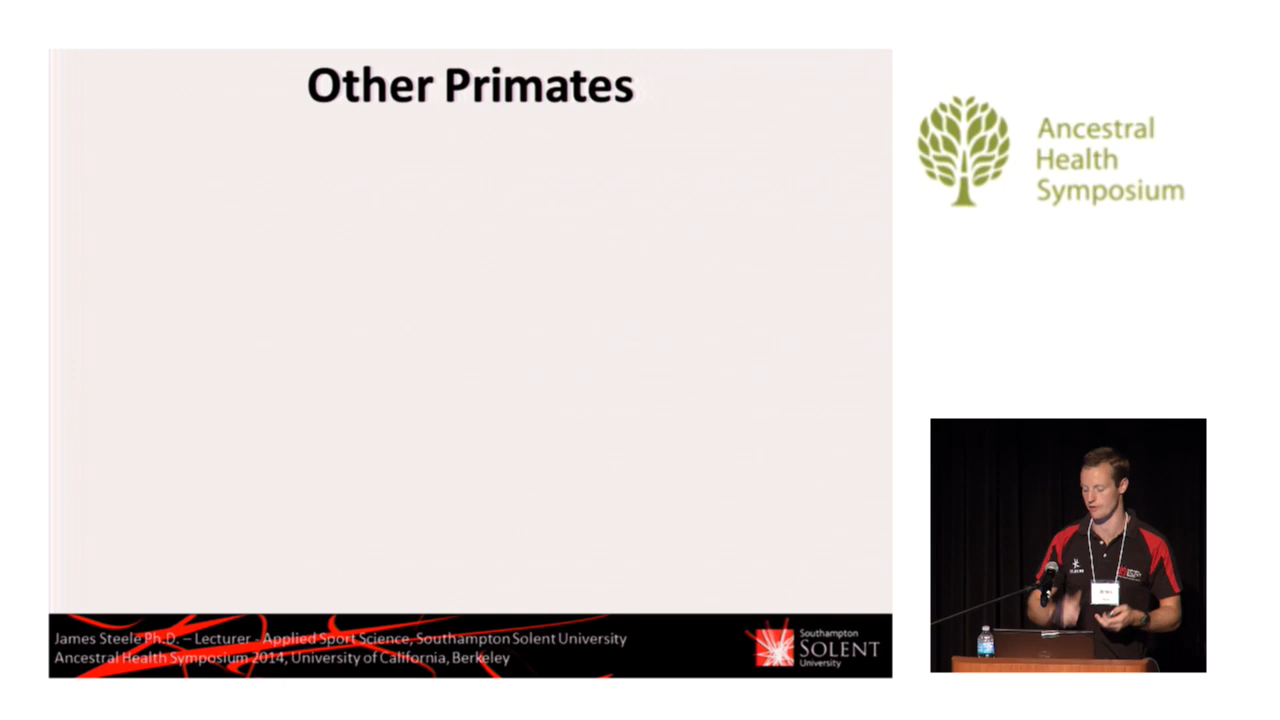 Other Primates
Ancestral
Health
Symposium
James Steele Ph.D. – Lecturer - Applied Sport Science, Southampton Solent University
Ancestral Health Symposium 2014, University of California, Berkeley
Southampton
SOLENT
University